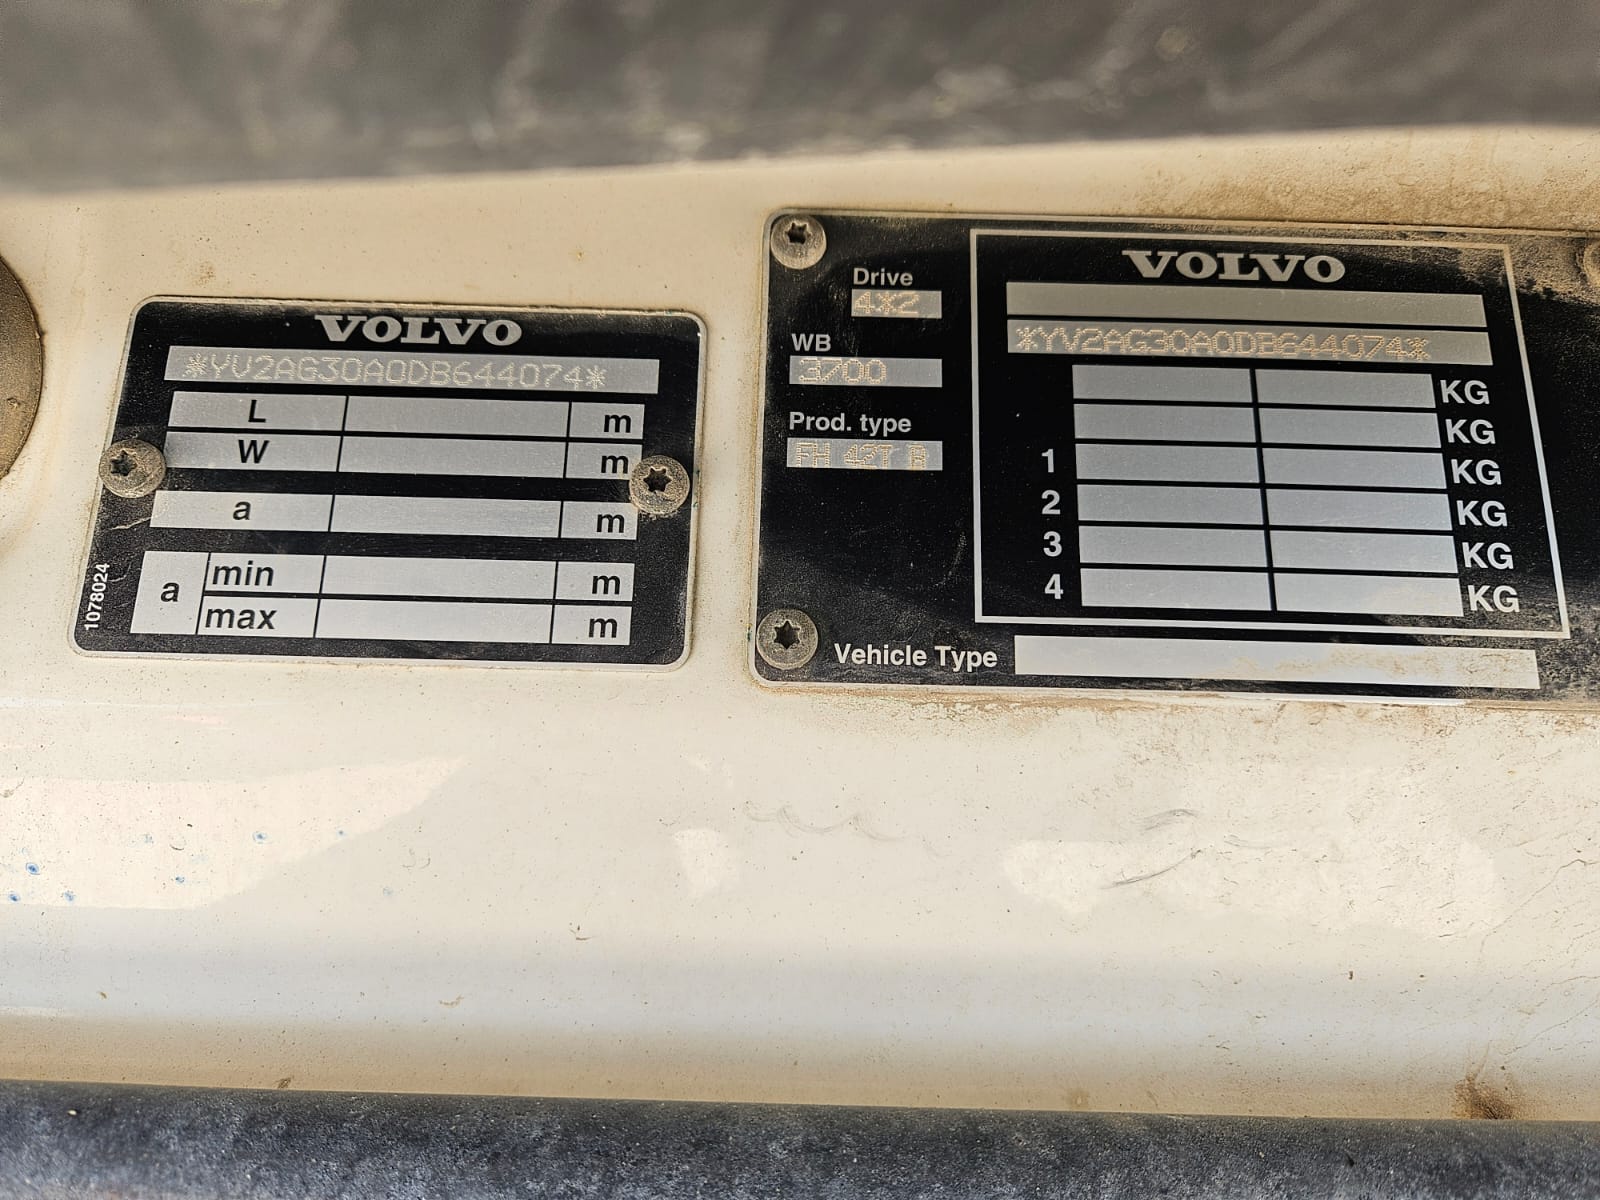 VOLVO
*YV2AG30A0DB644074*
L m
W m
a m
a min m
max m
1078024
Drive
4X2
WB
3700
Prod. type
FH 42T R
VOLVO
*YV2AG30A0DB644074*
KG
KG
1 KG
2 KG
3 KG
4 KG
Vehicle Type